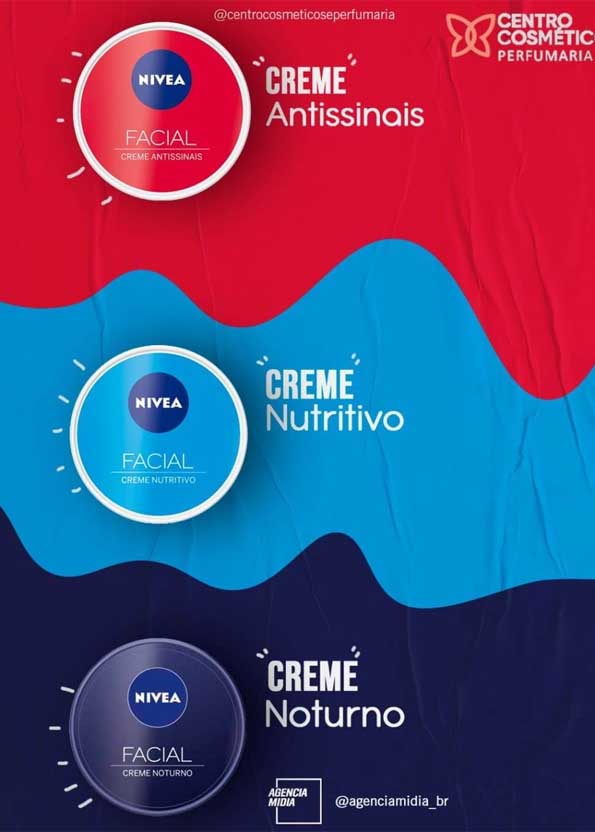 @centrocosmeticoseperfumaria
CENTRO
COSMÉTIC
PERFUMARIA
NIVEA
FACIAL
CREME ANTISSINAIS
CREME
Antissinais
NIVEA
FACIAL
CREME NUTRITIVO
CREME
Nutritivo
NIVEA
FACIAL
CREME NOTURNO
CREME
Noturno
AGENCIA
MIDIA
@agenciamidia_br